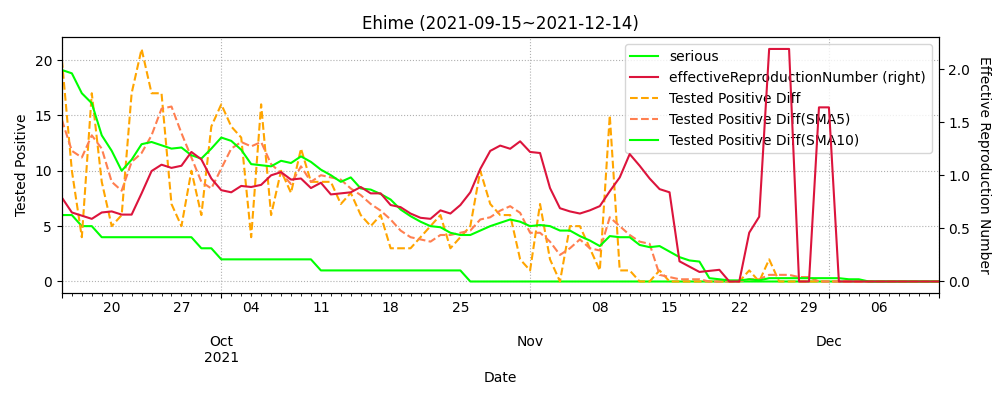 Ehime (2021-09-15~2021-12-14)
serious
effectiveReproductionNumber (right)
Tested Positive Diff
Tested Positive Diff(SMA5)
Tested Positive Diff(SMA10)
Tested Positive
20
15
10
5
0
Effective Reproduction Number
2.0
1.5
1.0
0.5
0.0
20 27 04 11 18 25 08 15 22 29 06
Oct Nov Dec
2021
Date